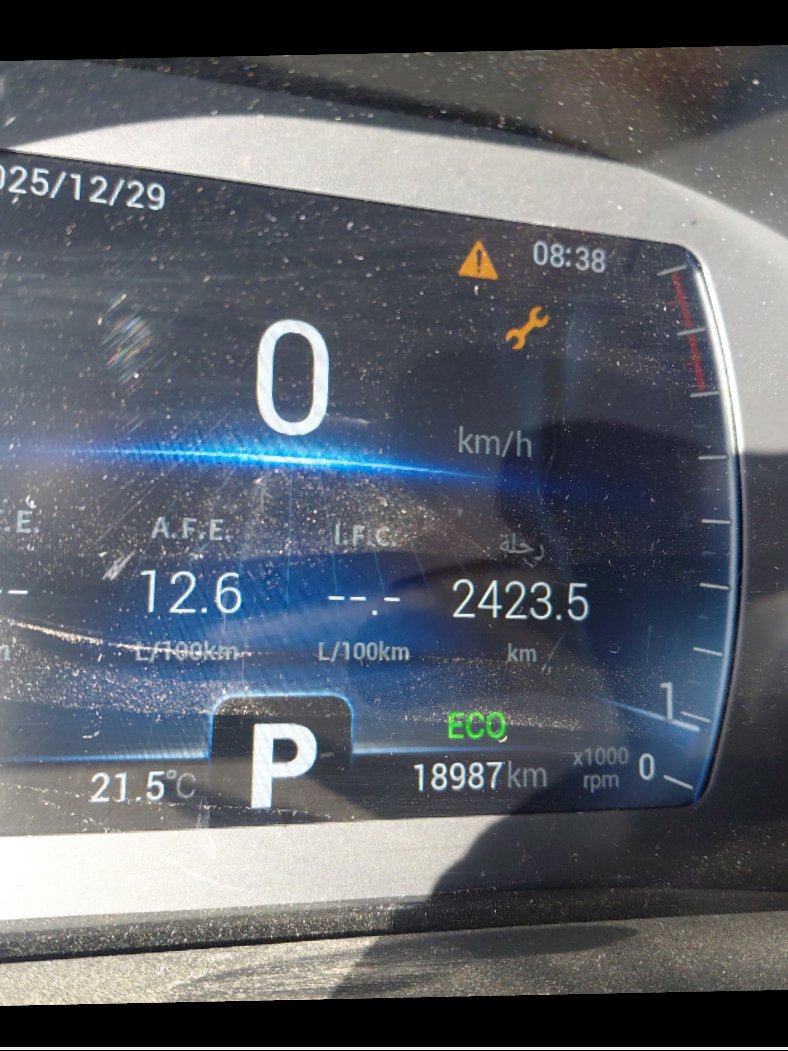 025/12/29
08:38
0
km/h
.E. A.F.E. I.F.C. رحلة
--
12.6 --.- 2423.5
L/100km L/100km km
1
ECO
P
21.5°C 18987km x1000 rpm 0